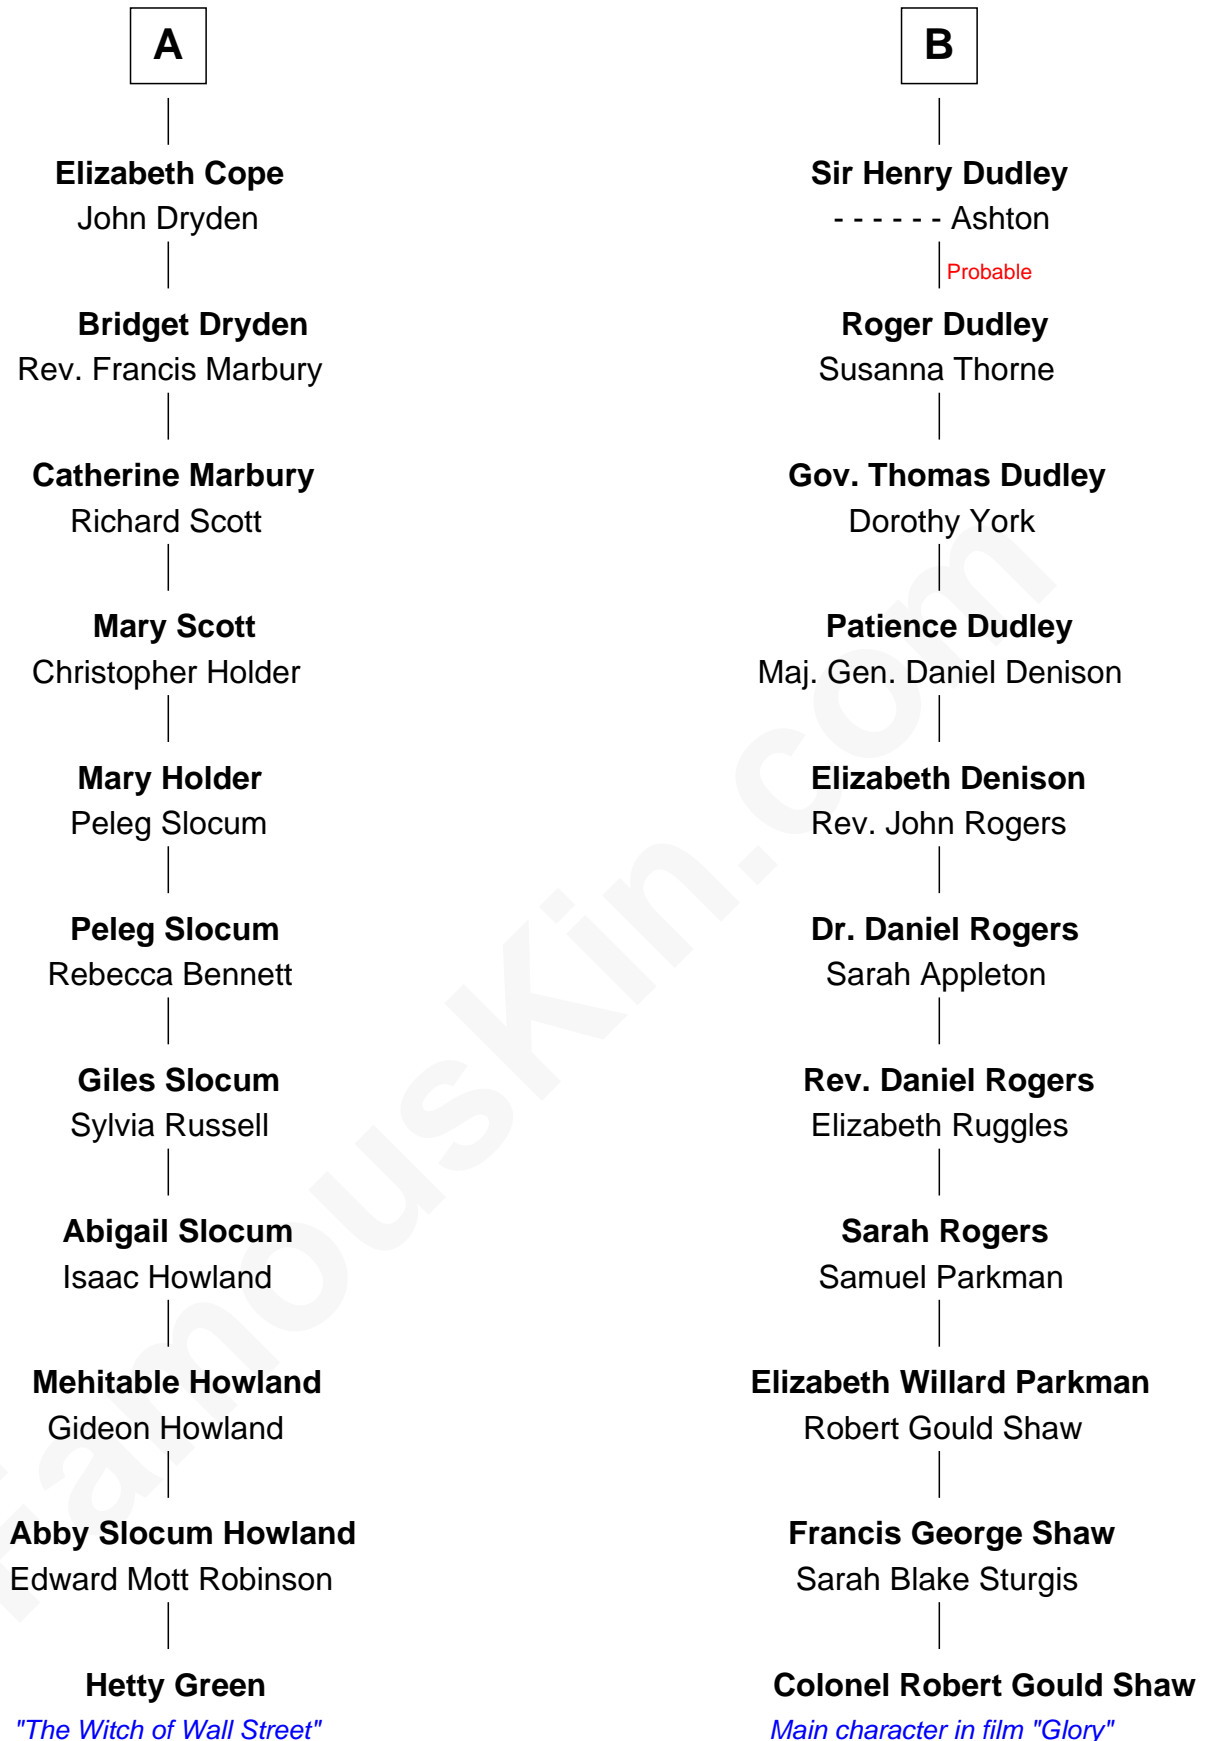 A
Elizabeth Cope
John Dryden
Bridget Dryden
Rev. Francis Marbury
Catherine Marbury
Richard Scott
Mary Scott
Christopher Holder
Mary Holder
Peleg Slocum
Peleg Slocum
Rebecca Bennett
Giles Slocum
Sylvia Russell
Abigail Slocum
Isaac Howland
Mehitable Howland
Gideon Howland
Abby Slocum Howland
Edward Mott Robinson
Hetty Green
"The Witch of Wall Street"
B
Sir Henry Dudley
- - - - - - Ashton
Probable
Roger Dudley
Susanna Thorne
Gov. Thomas Dudley
Dorothy York
Patience Dudley
Maj. Gen. Daniel Denison
Elizabeth Denison
Rev. John Rogers
Dr. Daniel Rogers
Sarah Appleton
Rev. Daniel Rogers
Elizabeth Ruggles
Sarah Rogers
Samuel Parkman
Elizabeth Willard Parkman
Robert Gould Shaw
Francis George Shaw
Sarah Blake Sturgis
Colonel Robert Gould Shaw
Main character in film "Glory"
FamousKin.com